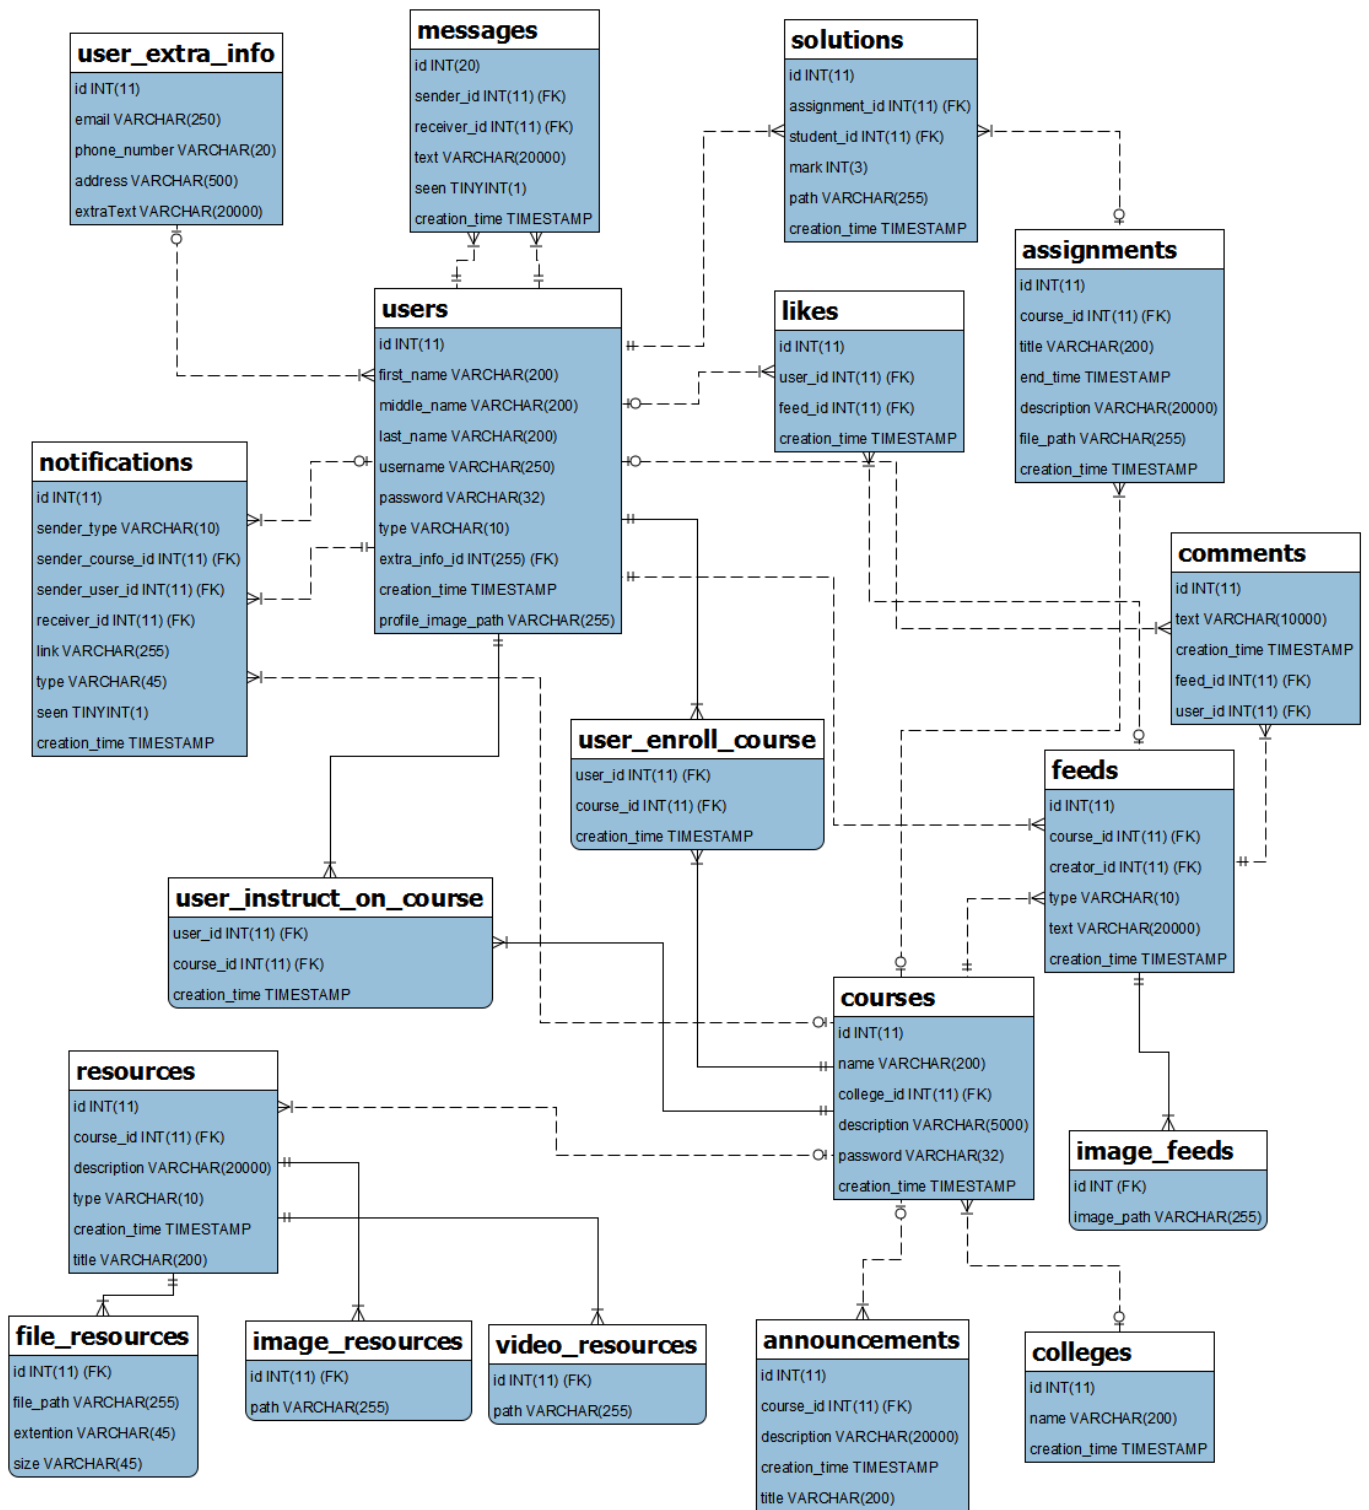 user_extra_info
id INT(11)
email VARCHAR(250)
phone_number VARCHAR(20)
address VARCHAR(500)
extraText VARCHAR(20000)
messages
id INT(20)
sender_id INT(11) (FK)
receiver_id INT(11) (FK)
text VARCHAR(20000)
seen TINYINT(1)
creation_time TIMESTAMP
solutions
id INT(11)
assignment_id INT(11) (FK)
student_id INT(11) (FK)
mark INT(3)
path VARCHAR(255)
creation_time TIMESTAMP
assignments
id INT(11)
course_id INT(11) (FK)
title VARCHAR(200)
end_time TIMESTAMP
description VARCHAR(20000)
file_path VARCHAR(255)
creation_time TIMESTAMP
users
id INT(11)
first_name VARCHAR(200)
middle_name VARCHAR(200)
last_name VARCHAR(200)
username VARCHAR(250)
password VARCHAR(32)
type VARCHAR(10)
extra_info_id INT(255) (FK)
creation_time TIMESTAMP
profile_image_path VARCHAR(255)
likes
id INT(11)
user_id INT(11) (FK)
feed_id INT(11) (FK)
creation_time TIMESTAMP
notifications
id INT(11)
sender_type VARCHAR(10)
sender_course_id INT(11) (FK)
sender_user_id INT(11) (FK)
receiver_id INT(11) (FK)
link VARCHAR(255)
type VARCHAR(45)
seen TINYINT(1)
creation_time TIMESTAMP
comments
id INT(11)
text VARCHAR(10000)
creation_time TIMESTAMP
feed_id INT(11) (FK)
user_id INT(11) (FK)
user_enroll_course
user_id INT(11) (FK)
course_id INT(11) (FK)
creation_time TIMESTAMP
feeds
id INT(11)
course_id INT(11) (FK)
creator_id INT(11) (FK)
type VARCHAR(10)
text VARCHAR(20000)
creation_time TIMESTAMP
user_instruct_on_course
user_id INT(11) (FK)
course_id INT(11) (FK)
creation_time TIMESTAMP
courses
id INT(11)
name VARCHAR(200)
college_id INT(11) (FK)
description VARCHAR(5000)
password VARCHAR(32)
creation_time TIMESTAMP
resources
id INT(11)
course_id INT(11) (FK)
description VARCHAR(20000)
type VARCHAR(10)
creation_time TIMESTAMP
title VARCHAR(200)
image_feeds
id INT (FK)
image_path VARCHAR(255)
file_resources
id INT(11) (FK)
file_path VARCHAR(255)
extention VARCHAR(45)
size VARCHAR(45)
image_resources
id INT(11) (FK)
path VARCHAR(255)
video_resources
id INT(11) (FK)
path VARCHAR(255)
announcements
id INT(11)
course_id INT(11) (FK)
description VARCHAR(20000)
creation_time TIMESTAMP
title VARCHAR(200)
colleges
id INT(11)
name VARCHAR(200)
creation_time TIMESTAMP